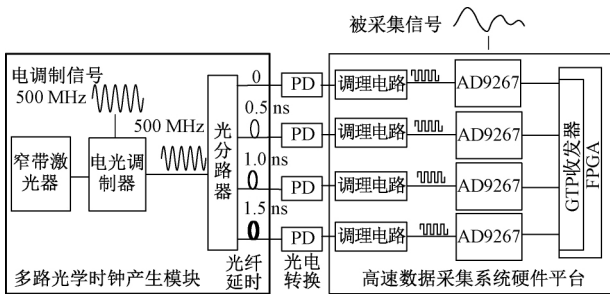 被采集信号
电调制信号
500 MHz
500 MHz
窄带激
光器
电光调
制器
光分路器
0
0.5 ns
1.0 ns
1.5 ns
PD
PD
PD
PD
调理电路
调理电路
调理电路
调理电路
AD9267
AD9267
AD9267
AD9267
GTP收发器
FPGA
多路光学时钟产生模块
光纤
延时
光电
转换
高速数据采集系统硬件平台